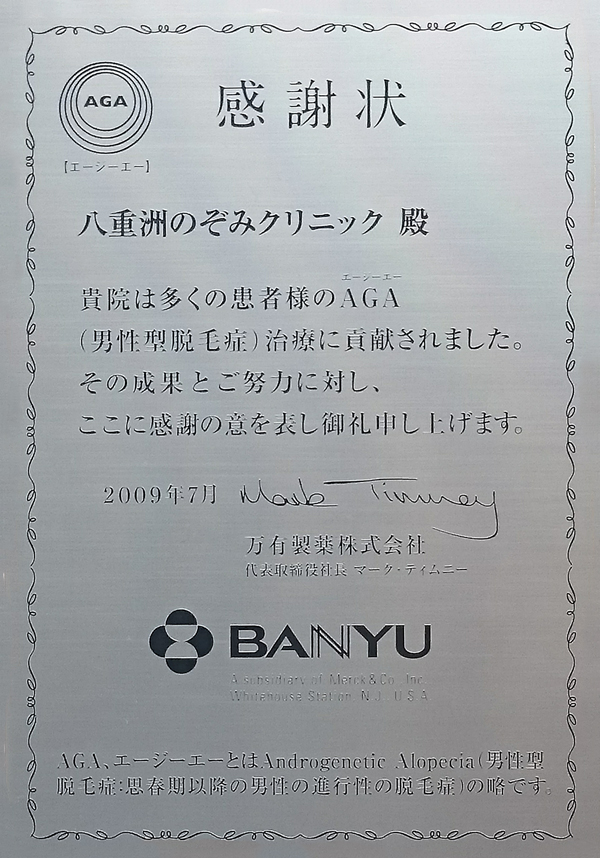 AGA
感謝状
【エージーエー】
八重洲のぞみクリニック 殿
エージーエー
貴院は多くの患者様のAGA
(男性型脱毛症)治療に貢献されました。
その成果とご努力に対し、
ここに感謝の意を表し御礼申し上げます。
2009年7月 Mark Timney
万有製薬株式会社
代表取締役社長 マーク・ティムニー
BANYU
A subsidiary of Merck & Co., Inc.
Whitehouse Station, N.J., U.S.A.
AGA、エージーエーとはAndrogenetic Alopecia(男性型
脱毛症:思春期以降の男性の進行性の脱毛症)の略です。